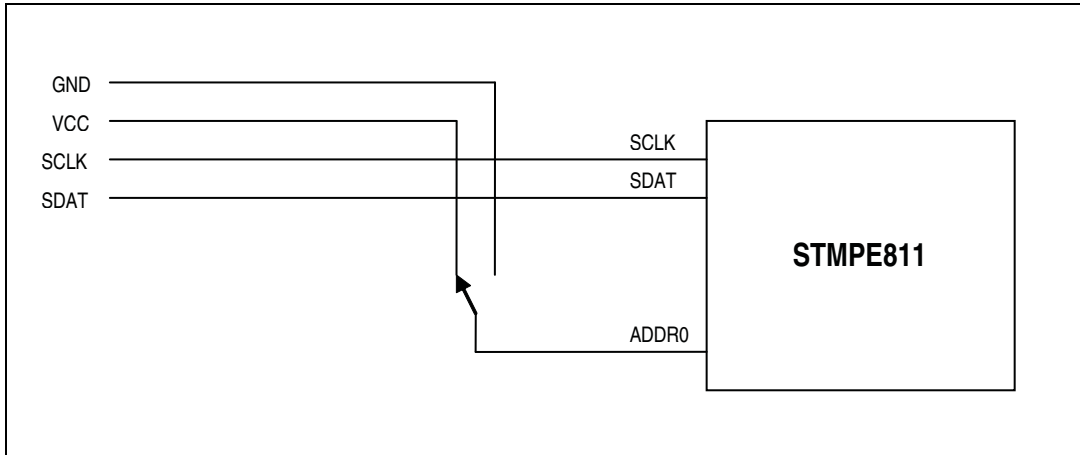 GND
VCC
SCLK
SDAT
SCLK
SDAT
STMPE811
ADDR0